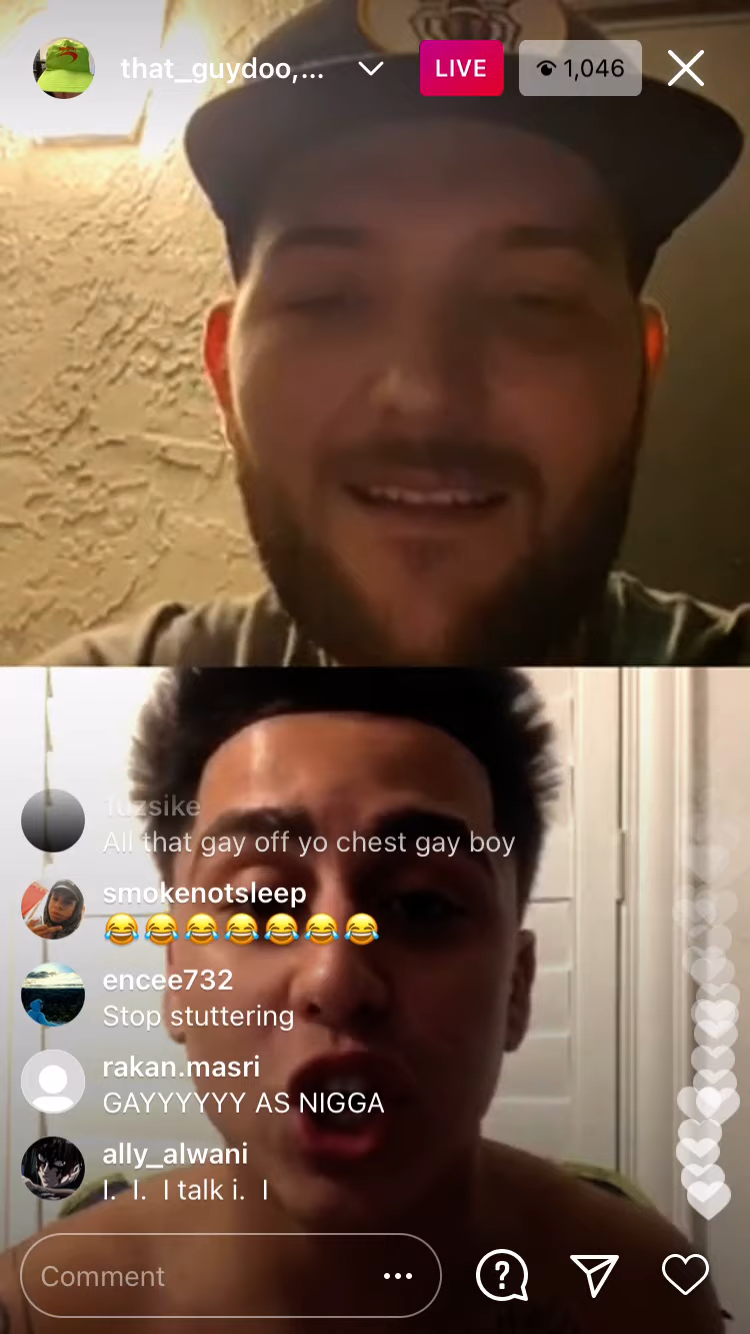 that_guydoo,...
LIVE
1,046
1uzsike
All that gay off yo chest gay boy
smokenotsleep
😂😂😂😂😂😂😂
encee732
Stop stuttering
rakan.masri
GAYYYYYY AS NIGGA
ally_alwani
I. I. I talk i. I
Comment